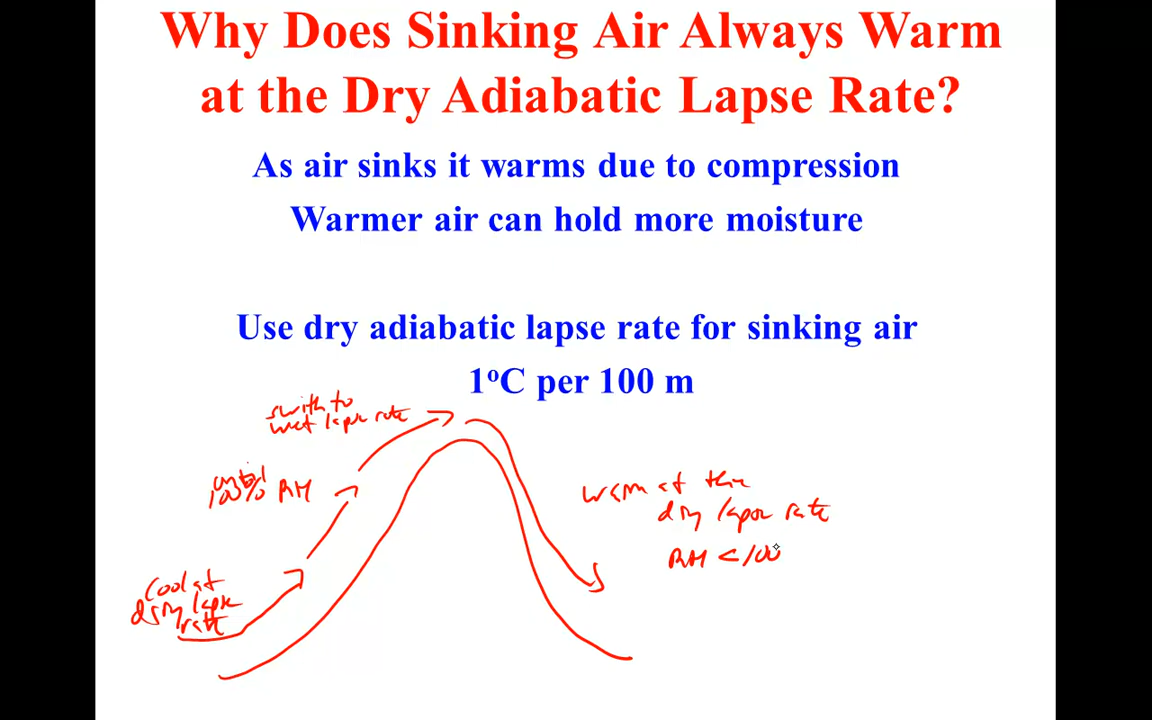 Why Does Sinking Air Always Warm
at the Dry Adiabatic Lapse Rate?
As air sinks it warms due to compression
Warmer air can hold more moisture
Use dry adiabatic lapse rate for sinking air
1°C per 100 m
swith to
wet lapse rate
until
100% RH
cool at
dry lapse
rate
warm at the
dry lapse rate
RH < 100